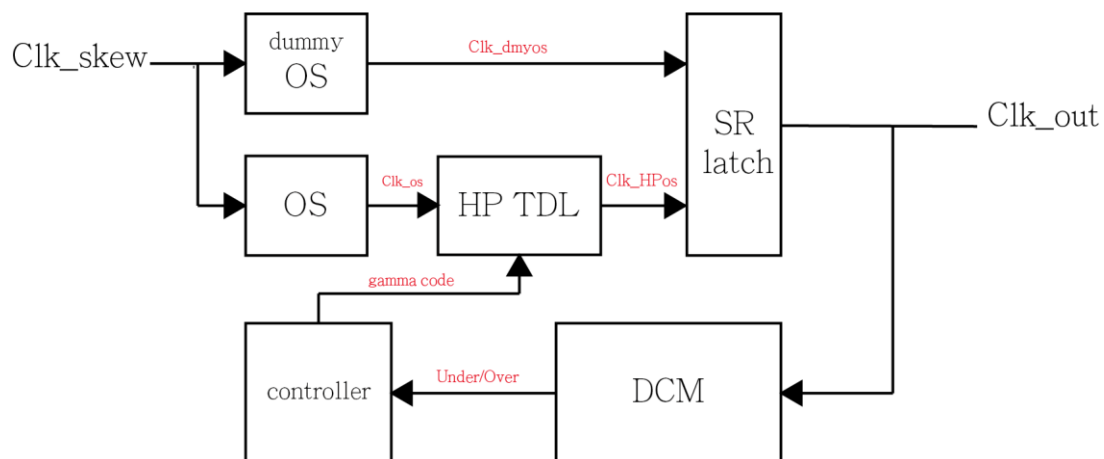 dummy
OS
Clk_dmyos
Clk_skew
SR
latch
Clk_out
OS
Clk_os
HP TDL
Clk_HPos
gamma code
controller
Under/Over
DCM